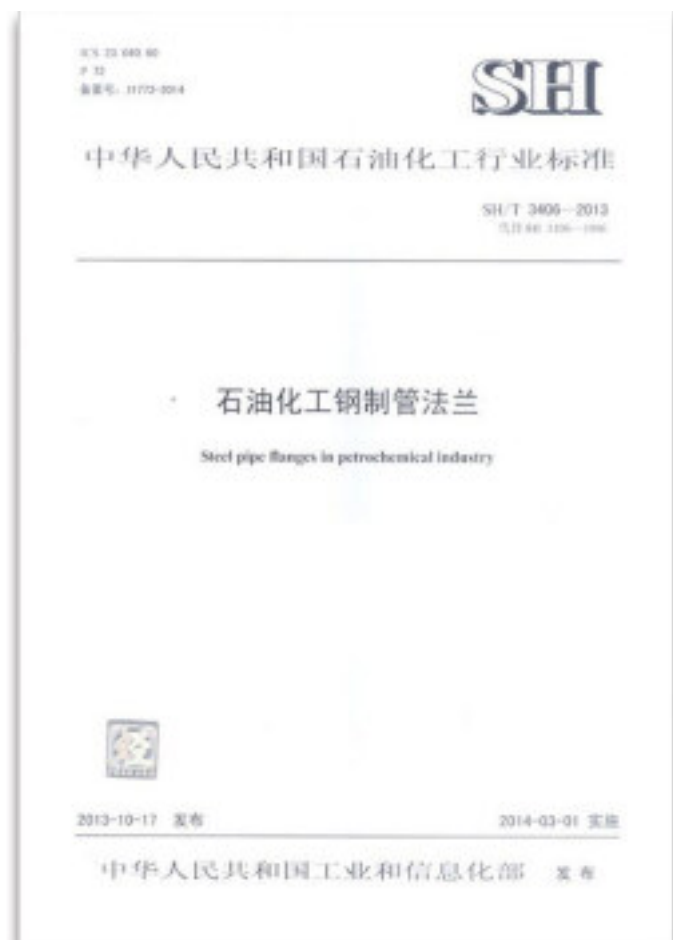 SH
中华人民共和国石油化工行业标准
SH/T 3406—2013
石油化工钢制管法兰
Steel pipe flanges in petrochemical industry
2013-10-17 发布
2014-03-01 实施
中华人民共和国工业和信息化部 发布